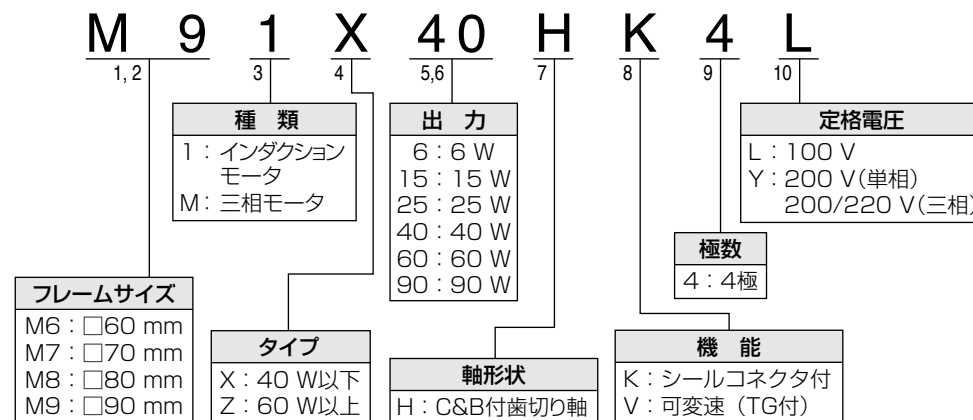 M 9 1 X 40 H K 4 L
1, 2 3 4 5,6 7 8 9 10
種 類
1：インダクション
モータ
M：三相モータ
出 力
6：6 W
15：15 W
25：25 W
40：40 W
60：60 W
90：90 W
定格電圧
L：100 V
Y：200 V(単相)
200/220 V(三相)
極数
4：4極
フレームサイズ
M6：□60 mm
M7：□70 mm
M8：□80 mm
M9：□90 mm
タイプ
X：40 W以下
Z：60 W以上
軸形状
H：C&B付歯切り軸
機 能
K：シールコネクタ付
V：可変速（TG付）